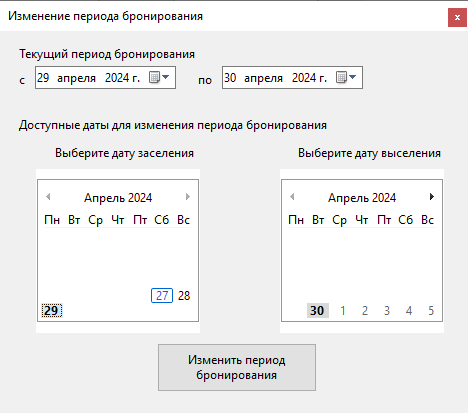 Изменение периода бронирования
Текущий период бронирования
с 29 апреля 2024 г. по 30 апреля 2024 г.
Доступные даты для изменения периода бронирования
Выберите дату заселения Выберите дату выселения
Апрель 2024 Апрель 2024
Пн Вт Ср Чт Пт Сб Вс Пн Вт Ср Чт Пт Сб Вс
27 28
29 30 1 2 3 4 5
Изменить период
бронирования